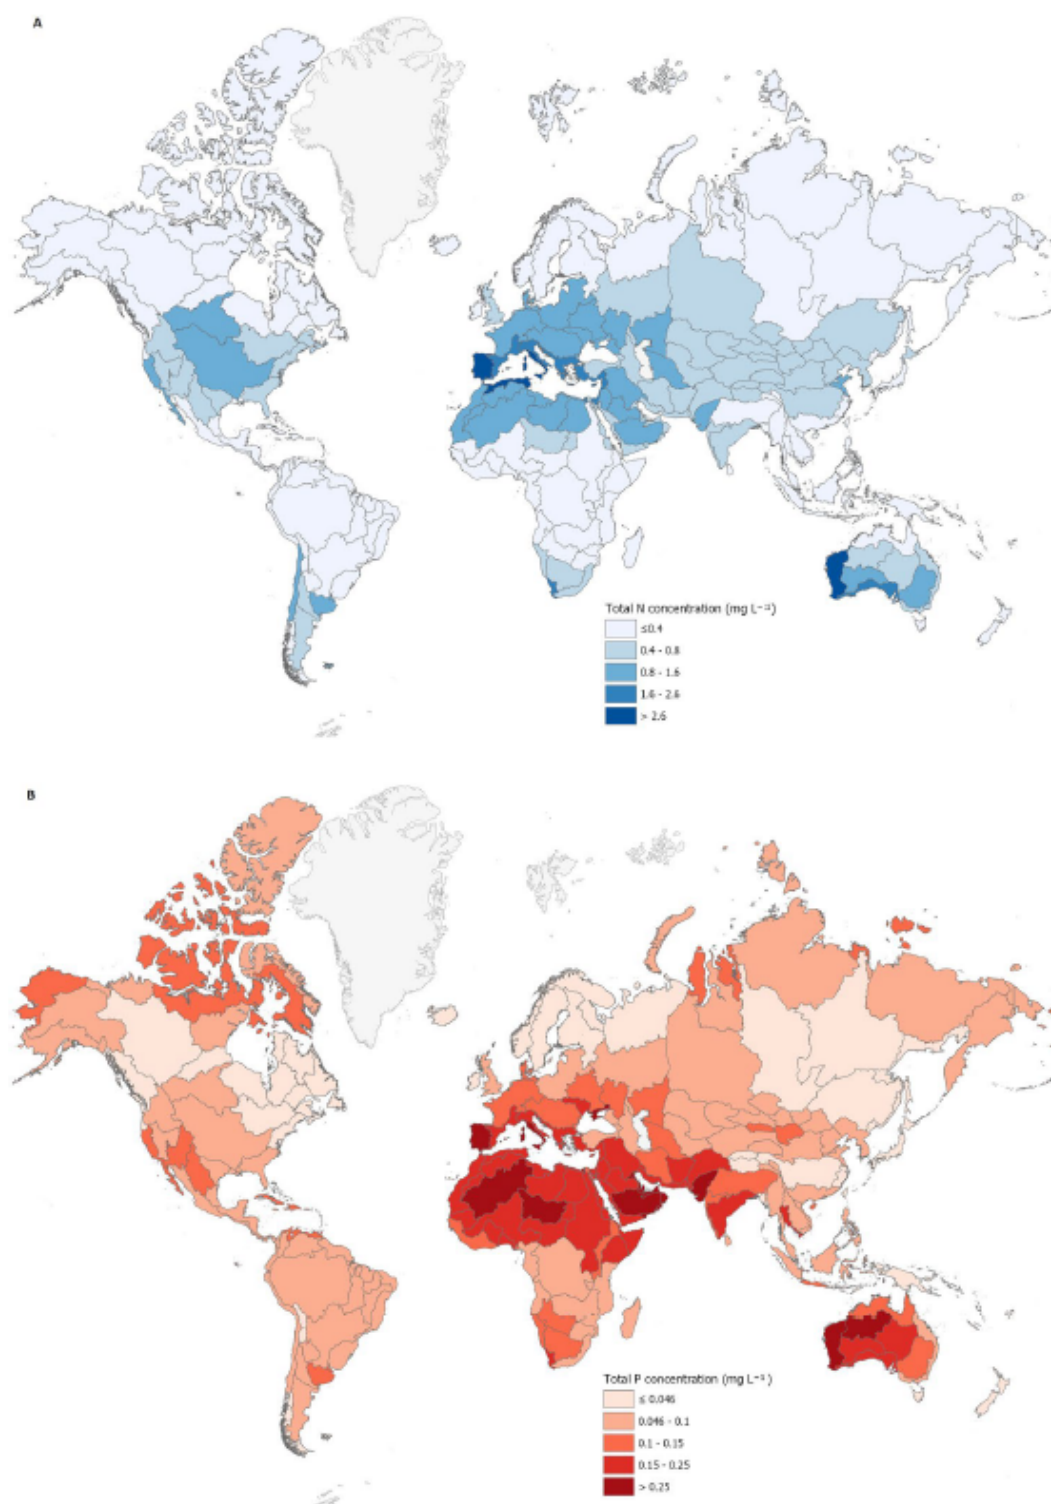 A
Total N concentration (mg L⁻¹)
≤0.4
0.4 - 0.8
0.8 - 1.6
1.6 - 2.6
> 2.6
B
Total P concentration (mg L⁻¹)
≤ 0.046
0.046 - 0.1
0.1 - 0.15
0.15 - 0.25
> 0.25